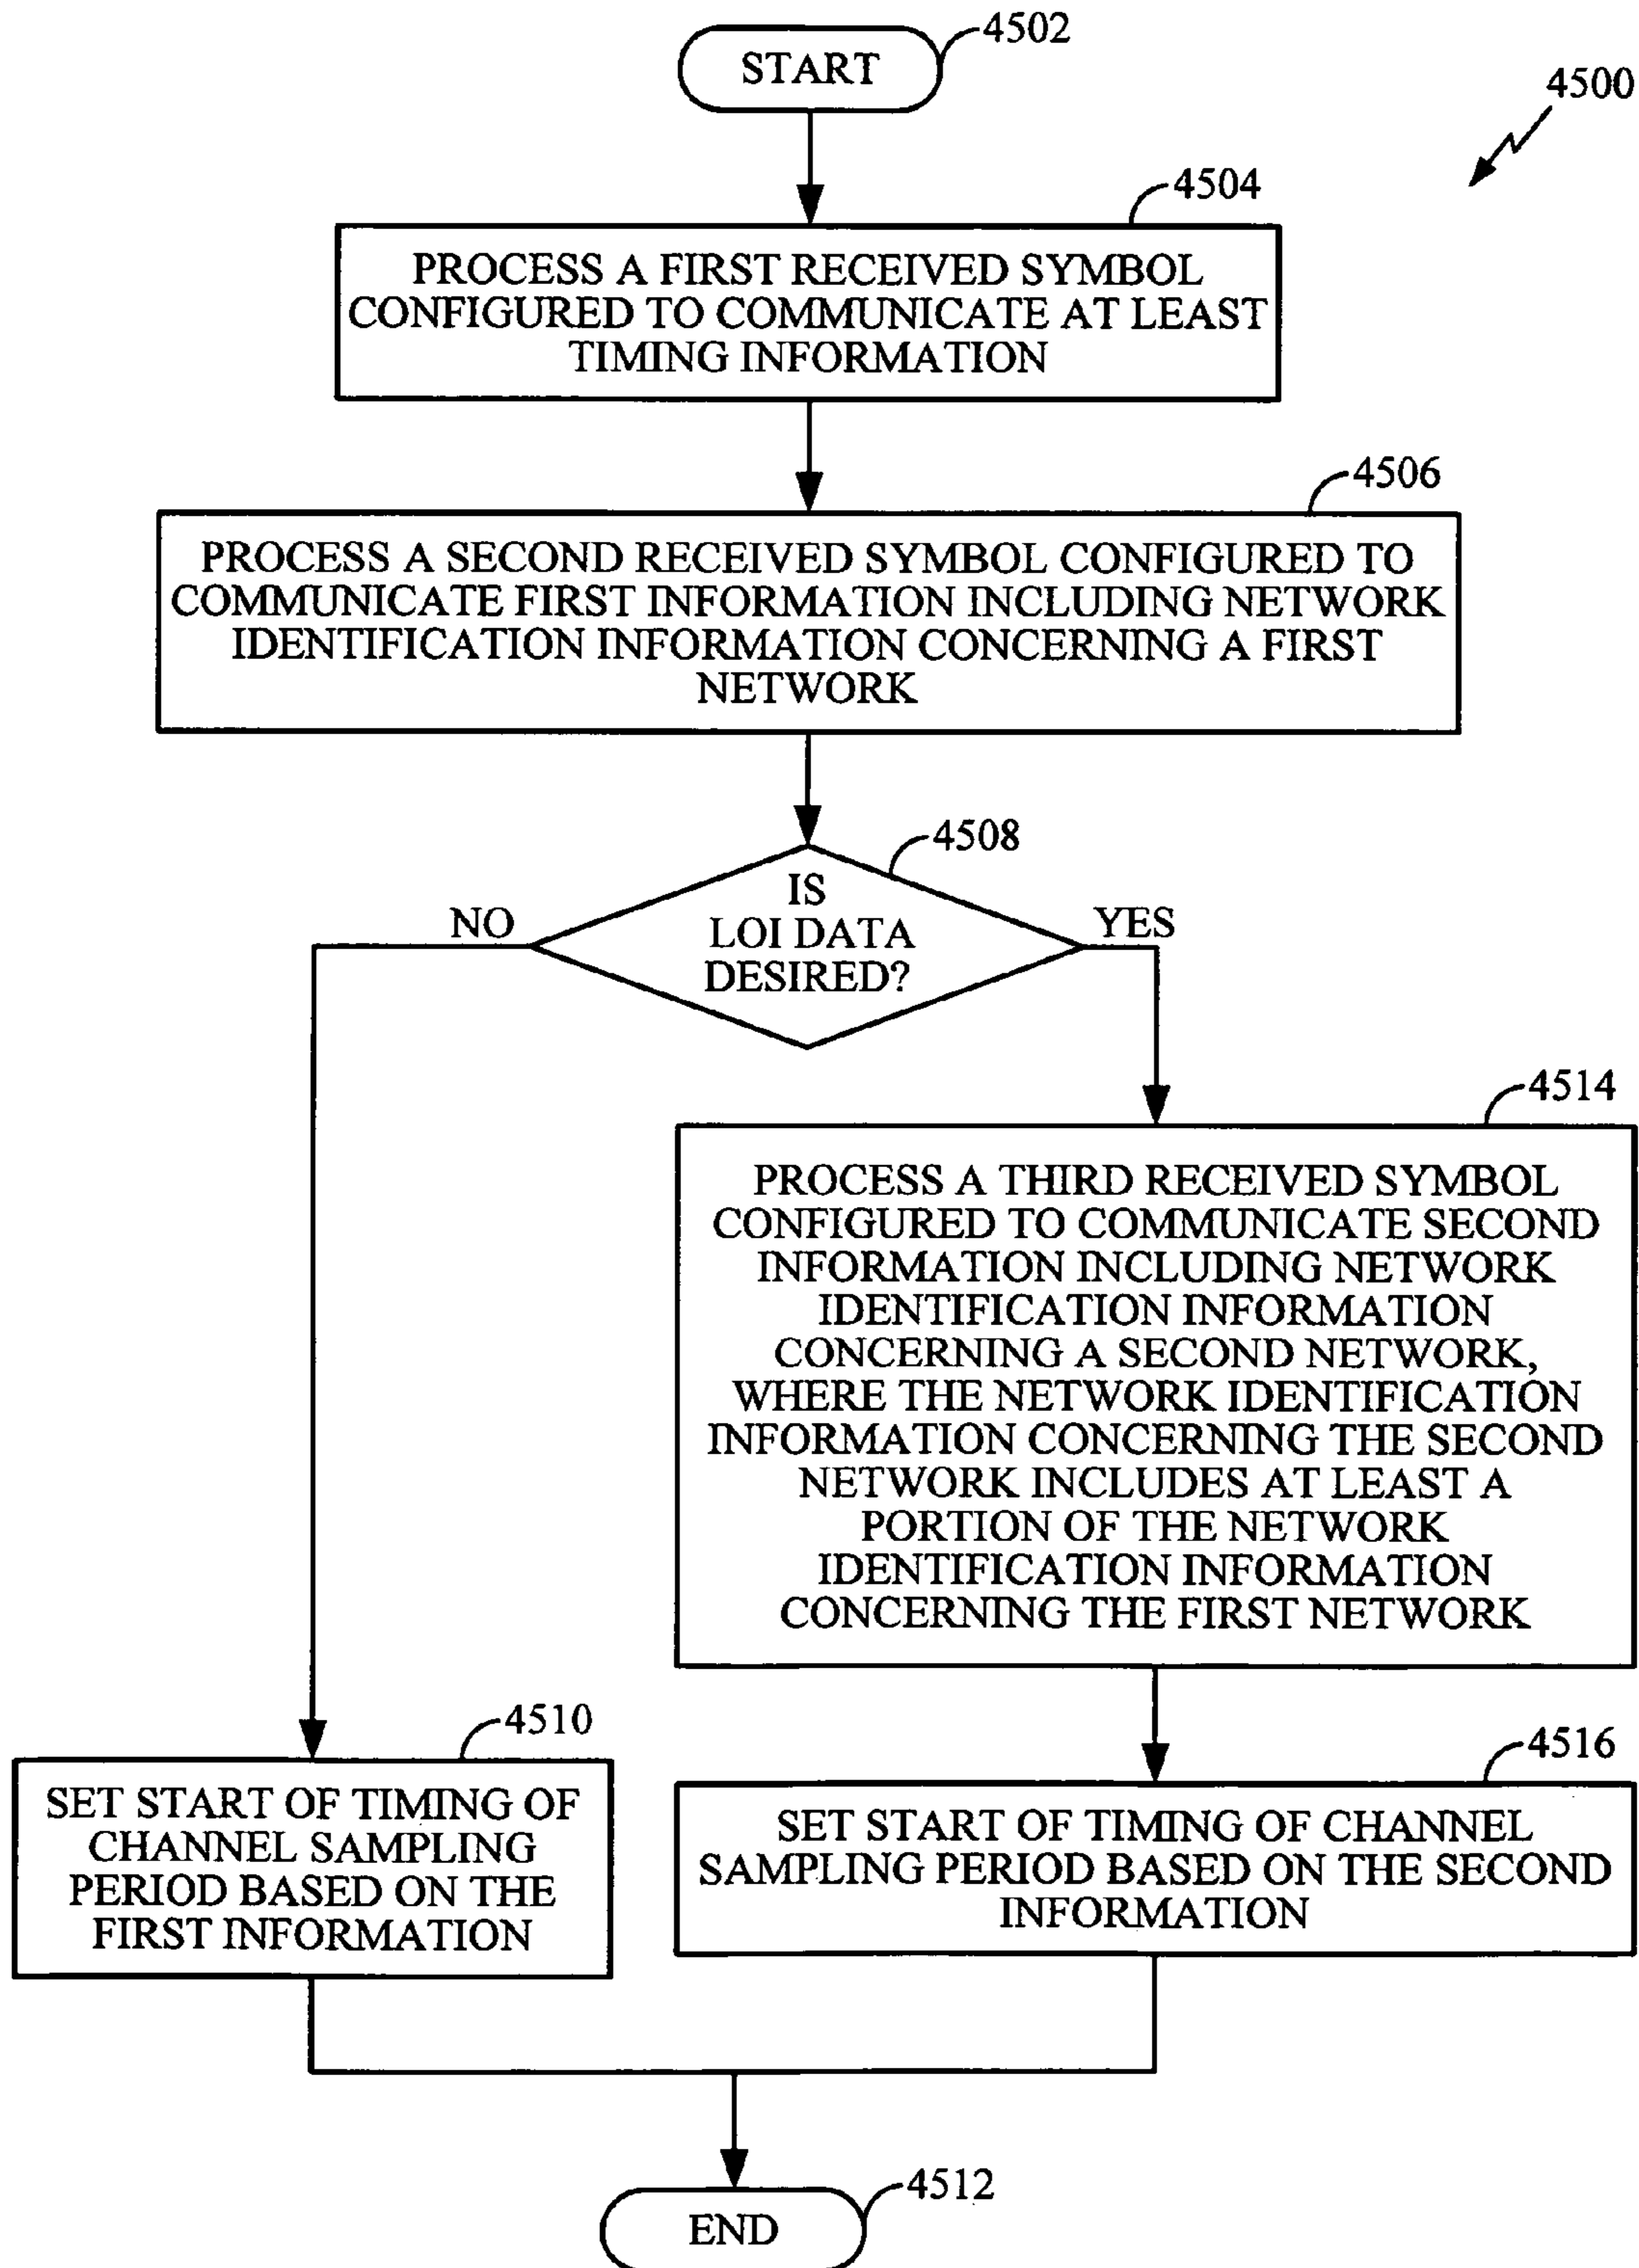 4502
START
4500
4504
PROCESS A FIRST RECEIVED SYMBOL
CONFIGURED TO COMMUNICATE AT LEAST
TIMING INFORMATION
4506
PROCESS A SECOND RECEIVED SYMBOL CONFIGURED TO
COMMUNICATE FIRST INFORMATION INCLUDING NETWORK
IDENTIFICATION INFORMATION CONCERNING A FIRST
NETWORK
4508
IS
LOI DATA
DESIRED?
NO
YES
4514
PROCESS A THIRD RECEIVED SYMBOL
CONFIGURED TO COMMUNICATE SECOND
INFORMATION INCLUDING NETWORK
IDENTIFICATION INFORMATION
CONCERNING A SECOND NETWORK,
WHERE THE NETWORK IDENTIFICATION
INFORMATION CONCERNING THE SECOND
NETWORK INCLUDES AT LEAST A
PORTION OF THE NETWORK
IDENTIFICATION INFORMATION
CONCERNING THE FIRST NETWORK
4510
SET START OF TIMING OF
CHANNEL SAMPLING
PERIOD BASED ON THE
FIRST INFORMATION
4516
SET START OF TIMING OF CHANNEL
SAMPLING PERIOD BASED ON THE SECOND
INFORMATION
4512
END